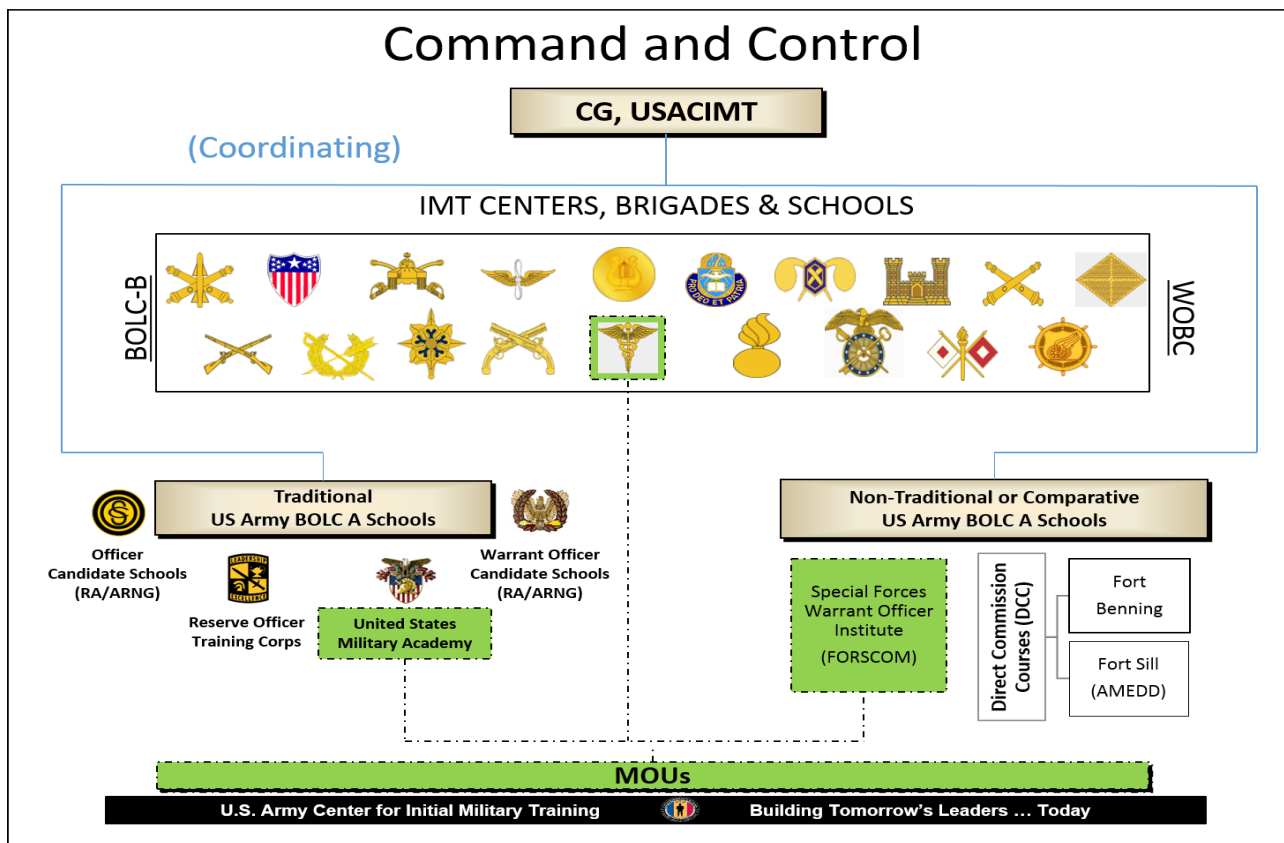 Command and Control
CG, USACIMT
(Coordinating)
IMT CENTERS, BRIGADES & SCHOOLS
BOLC-B
PRO DEO ET PATRIA
WOBC
Traditional
US Army BOLC A Schools
Non-Traditional or Comparative
US Army BOLC A Schools
OCS
Officer
Candidate Schools
(RA/ARNG)
LEADERSHIP
EXCELLENCE
Reserve Officer
Training Corps
United States
Military Academy
Warrant Officer
Candidate Schools
(RA/ARNG)
Special Forces
Warrant Officer
Institute
(FORSCOM)
Direct Commission
Courses (DCC)
Fort
Benning
Fort Sill
(AMEDD)
MOUs
U.S. Army Center for Initial Military Training
Building Tomorrow's Leaders … Today